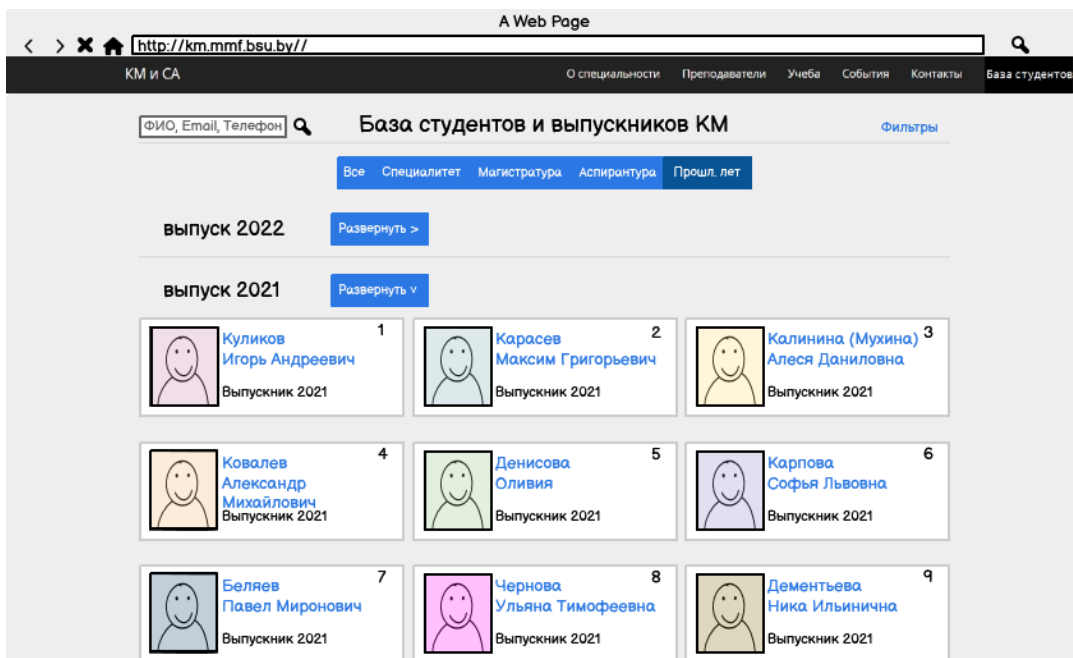 A Web Page
http://km.mmf.bsu.by//
КМ и СА О специальности Преподаватели Учеба События Контакты База студентов
ФИО, Email, Телефон База студентов и выпускников КМ Фильтры
Все Специалитет Магистратура Аспирантура Прошл. лет
выпуск 2022 Развернуть >
выпуск 2021 Развернуть v
1
Куликов
Игорь Андреевич
Выпускник 2021
2
Карасев
Максим Григорьевич
Выпускник 2021
3
Калинина (Мухина)
Алеся Даниловна
Выпускник 2021
4
Ковалев
Александр
Михайлович
Выпускник 2021
5
Денисова
Оливия
Выпускник 2021
6
Карпова
Софья Львовна
Выпускник 2021
7
Беляев
Павел Миронович
Выпускник 2021
8
Чернова
Ульяна Тимофеевна
Выпускник 2021
9
Дементьева
Ника Ильинична
Выпускник 2021